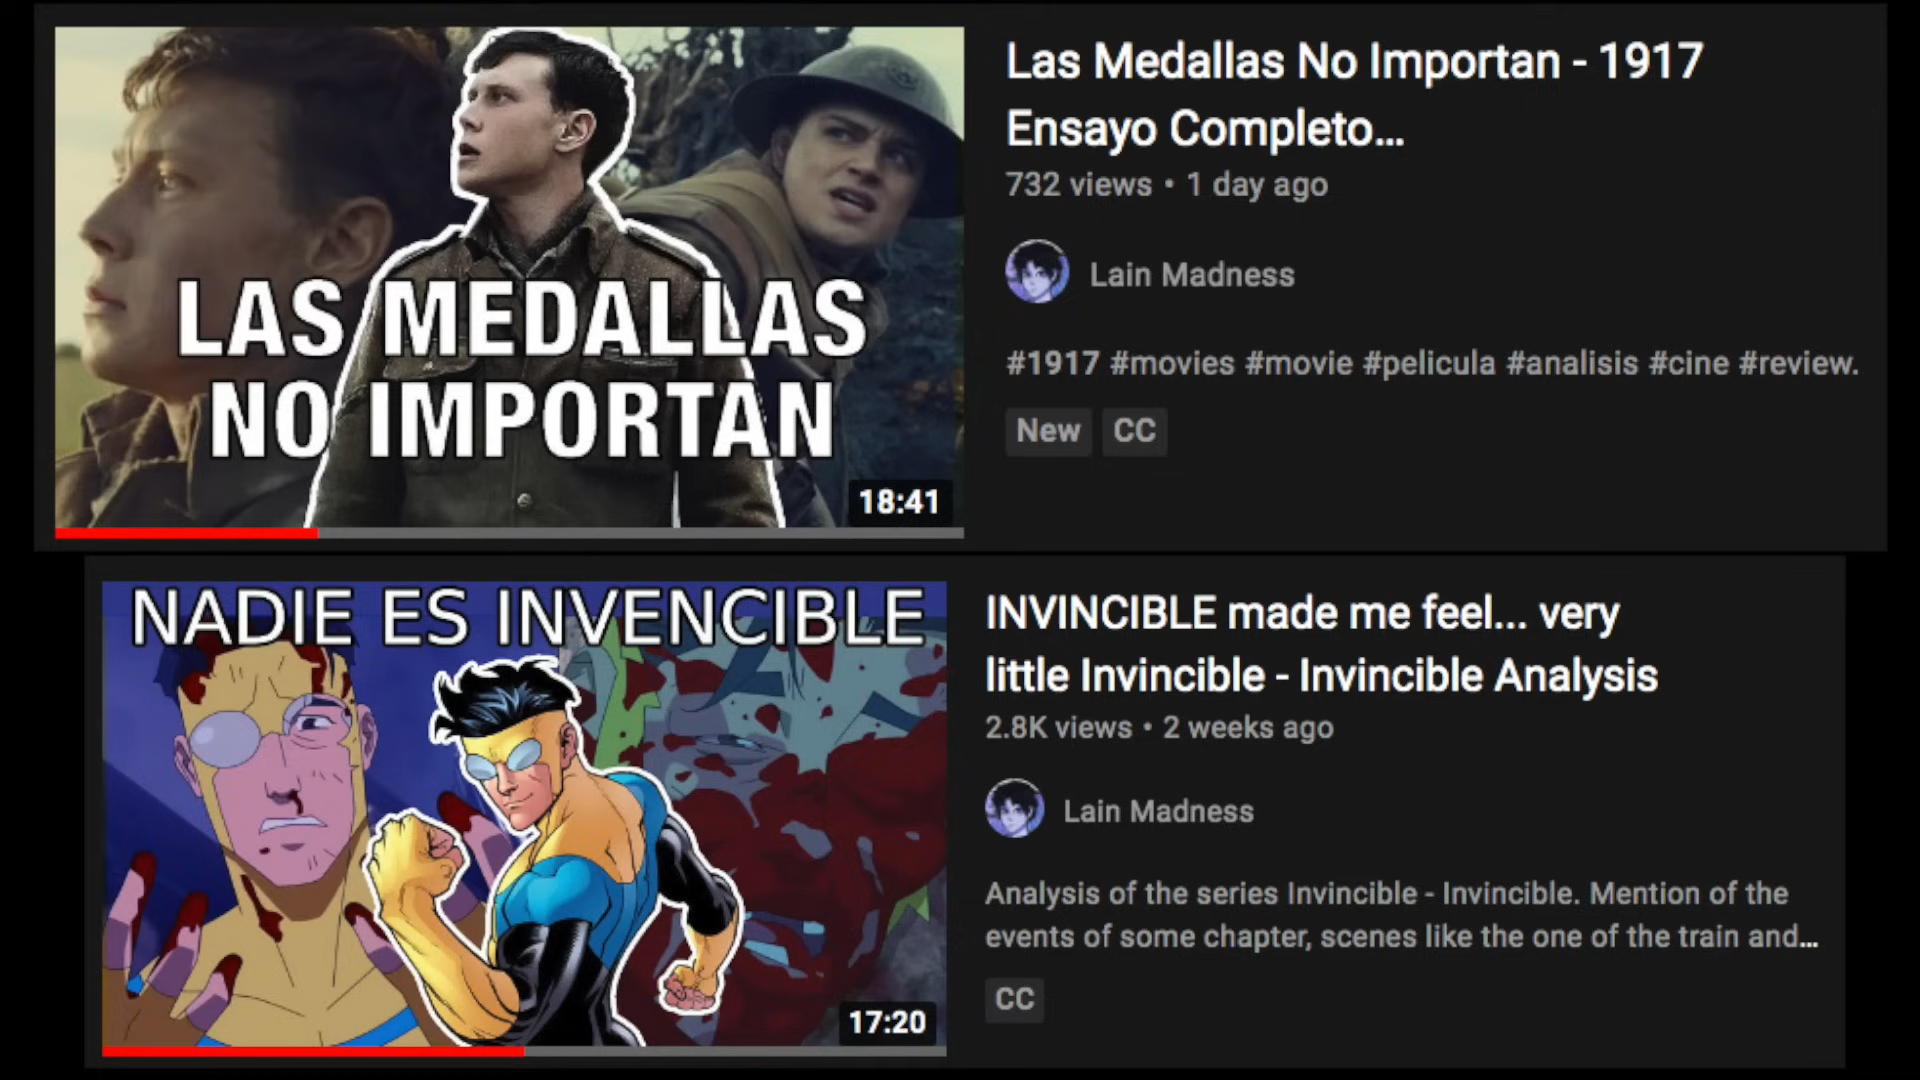 LAS MEDALLAS
NO IMPORTAN
18:41
Las Medallas No Importan - 1917
Ensayo Completo...
732 views • 1 day ago
Lain Madness
#1917 #movies #movie #pelicula #analisis #cine #review.
New CC
NADIE ES INVENCIBLE
17:20
INVINCIBLE made me feel... very
little Invincible - Invincible Analysis
2.8K views • 2 weeks ago
Lain Madness
Analysis of the series Invincible - Invincible. Mention of the
events of some chapter, scenes like the one of the train and...
CC